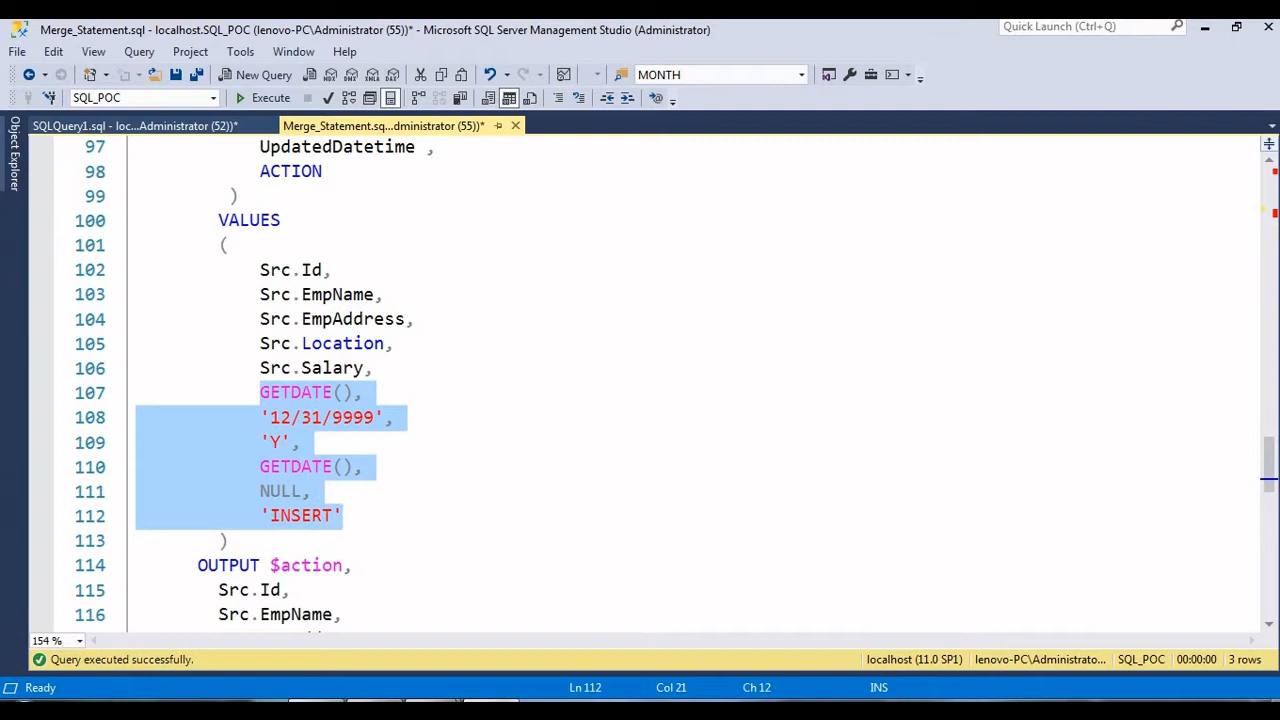 Merge_Statement.sql - localhost.SQL_POC (lenovo-PC\Administrator (55))* - Microsoft SQL Server Management Studio (Administrator)
Quick Launch (Ctrl+Q)
File Edit View Query Project Tools Window Help
New Query MONTH
SQL_POC Execute
SQLQuery1.sql - loc...Administrator (52))* Merge_Statement.sq...dministrator (55))*
Object Explorer
97 UpdatedDatetime ,
98 ACTION
99 )
100 VALUES
101 (
102 Src.Id,
103 Src.EmpName,
104 Src.EmpAddress,
105 Src.Location,
106 Src.Salary,
107 GETDATE(),
108 '12/31/9999',
109 'Y',
110 GETDATE(),
111 NULL,
112 'INSERT'
113 )
114 OUTPUT $action,
115 Src.Id,
116 Src.EmpName,
154 %
Query executed successfully. localhost (11.0 SP1) lenovo-PC\Administrato... SQL_POC 00:00:00 3 rows
Ready Ln 112 Col 21 Ch 12 INS